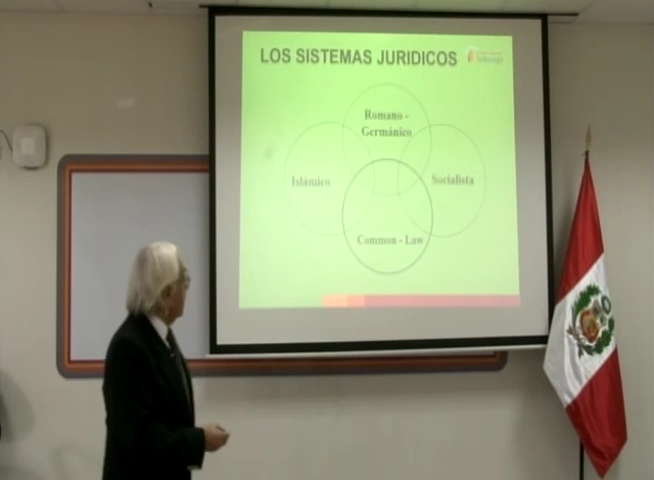 LOS SISTEMAS JURIDICOS
Romano -
Germánico
Islámico
Socialista
Common - Law